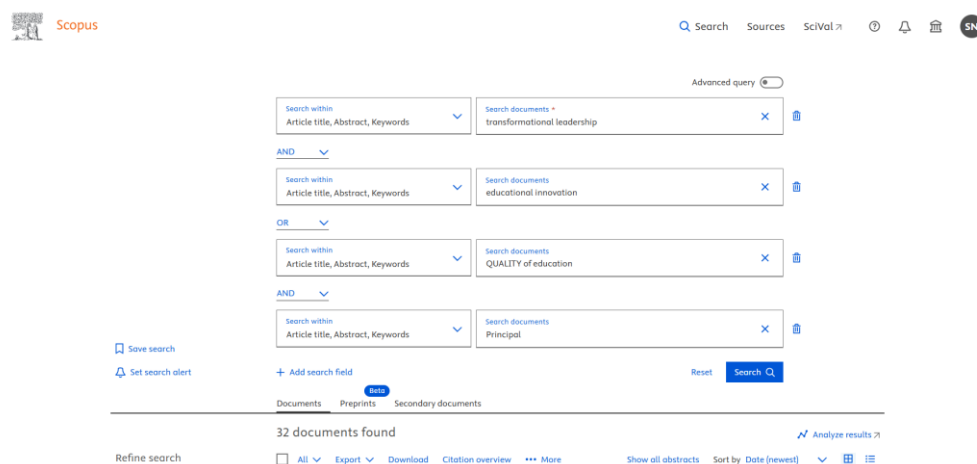 Scopus
Search Sources SciVal SN
Advanced query
Search within
Article title, Abstract, Keywords
Search documents *
transformational leadership
AND
Search within
Article title, Abstract, Keywords
Search documents
educational innovation
OR
Search within
Article title, Abstract, Keywords
Search documents
QUALITY of education
AND
Search within
Article title, Abstract, Keywords
Search documents
Principal
Save search
Set search alert
+ Add search field Reset Search
Beta
Documents Preprints Secondary documents
32 documents found Analyze results
Refine search All Export Download Citation overview ••• More Show all abstracts Sort by Date (newest)